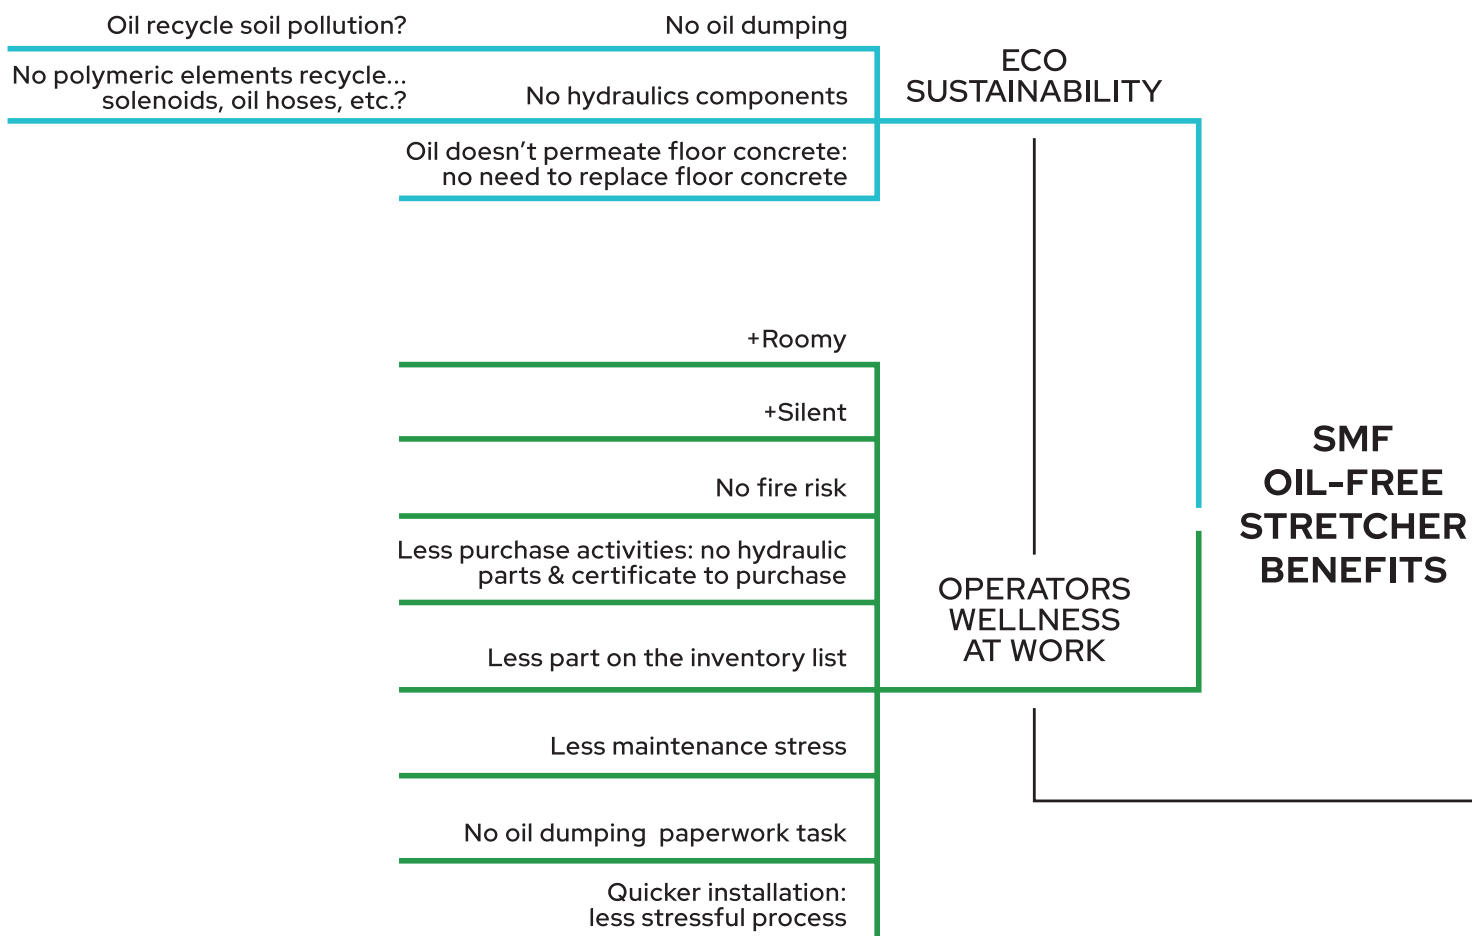 Oil recycle soil pollution?
No oil dumping
No polymeric elements recycle...
solenoids, oil hoses, etc.?
No hydraulics components
Oil doesn't permeate floor concrete:
no need to replace floor concrete
ECO
SUSTAINABILITY
+Roomy
+Silent
No fire risk
Less purchase activities: no hydraulic
parts & certificate to purchase
Less part on the inventory list
Less maintenance stress
No oil dumping  paperwork task
Quicker installation:
less stressful process
OPERATORS
WELLNESS
AT WORK
SMF
OIL-FREE
STRETCHER
BENEFITS